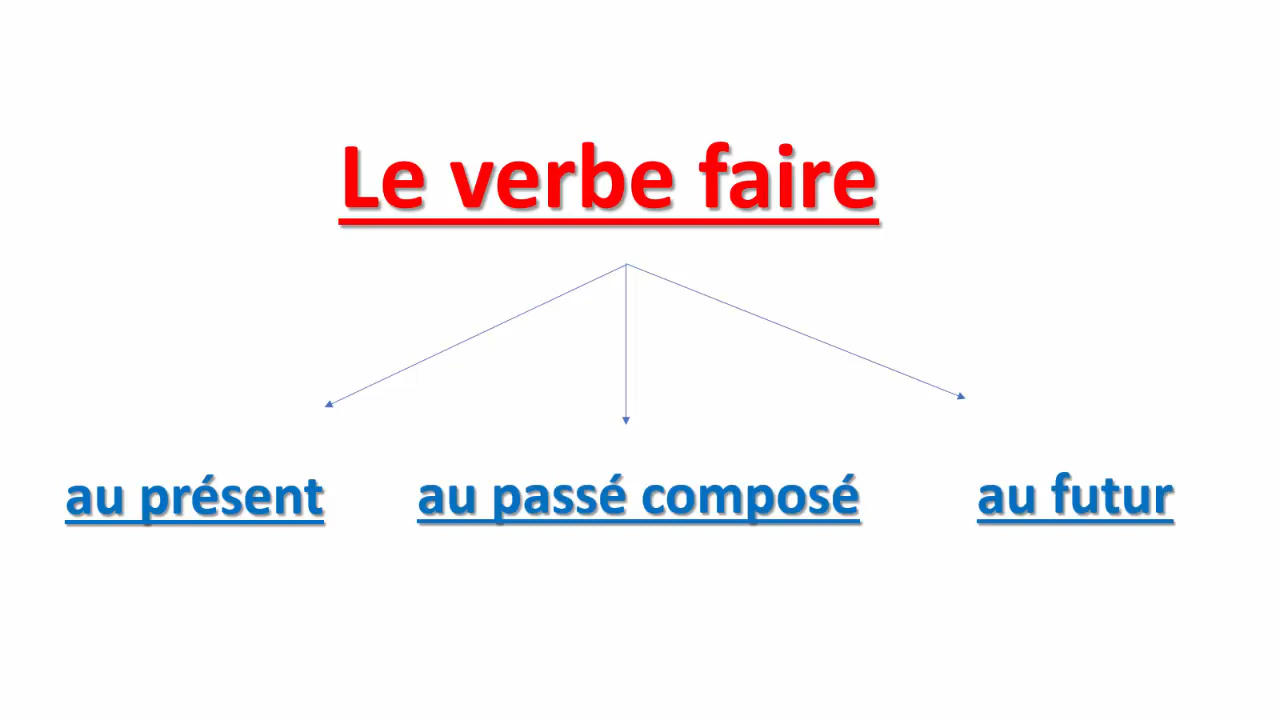 Le verbe faire
au présent
au passé composé
au futur